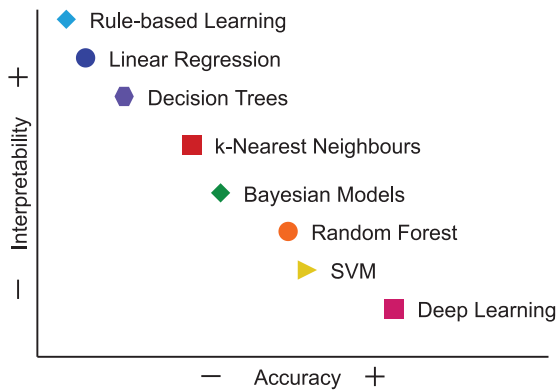 Rule-based Learning
Linear Regression
Decision Trees
k-Nearest Neighbours
Bayesian Models
Random Forest
SVM
Deep Learning
− Interpretability +
− Accuracy +